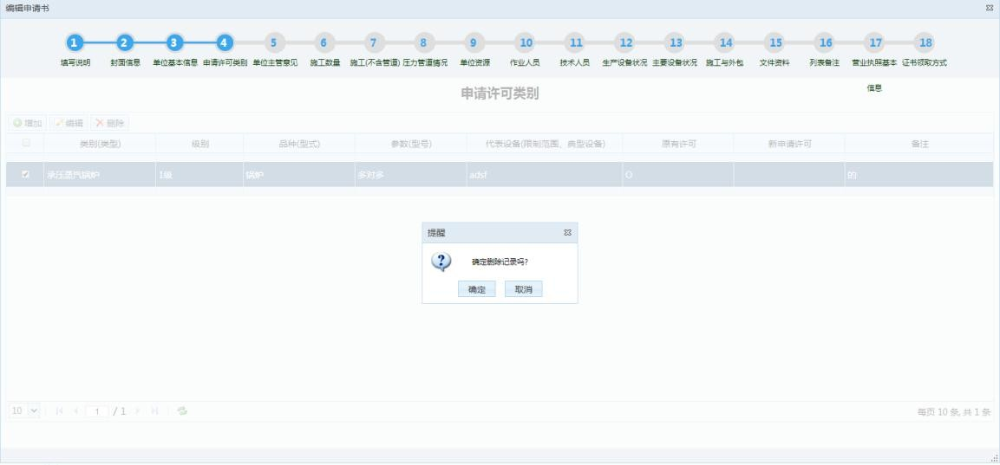 编辑申请书
1 2 3 4 5 6 7 8 9 10 11 12 13 14 15 16 17 18
填写说明 封面信息 单位基本信息 申请许可类别 单位主管意见 施工数量 施工(不含管道) 压力管道情况 单位资源 作业人员 技术人员 生产设备状况 主要设备状况 施工与外包 文件资料 列表备注 营业执照基本 证书领取方式
信息
申请许可类别
增加 编辑 删除
类别(类型) 级别 品种(型式) 参数(型号) 代表设备(限制范围、典型设备) 原有许可 新申请许可 备注
承压蒸汽锅炉 1级 锅炉 多对多 adsf O 的
提醒
确定删除记录吗?
确定 取消
10 1 / 1 每页 10 条, 共 1 条